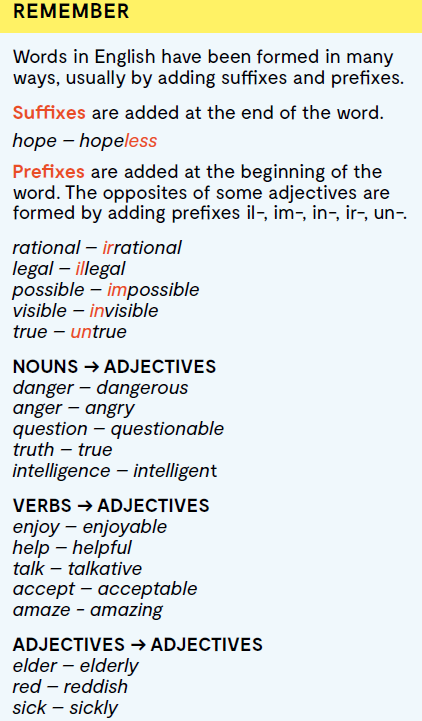 REMEMBER
Words in English have been formed in many
ways, usually by adding suffixes and prefixes.
Suffixes are added at the end of the word.
hope – hopeless
Prefixes are added at the beginning of the
word. The opposites of some adjectives are
formed by adding prefixes il-, im-, in-, ir-, un-.
rational – irrational
legal – illegal
possible – impossible
visible – invisible
true – untrue
NOUNS → ADJECTIVES
danger – dangerous
anger – angry
question – questionable
truth – true
intelligence – intelligent
VERBS → ADJECTIVES
enjoy – enjoyable
help – helpful
talk – talkative
accept – acceptable
amaze - amazing
ADJECTIVES → ADJECTIVES
elder – elderly
red – reddish
sick – sickly